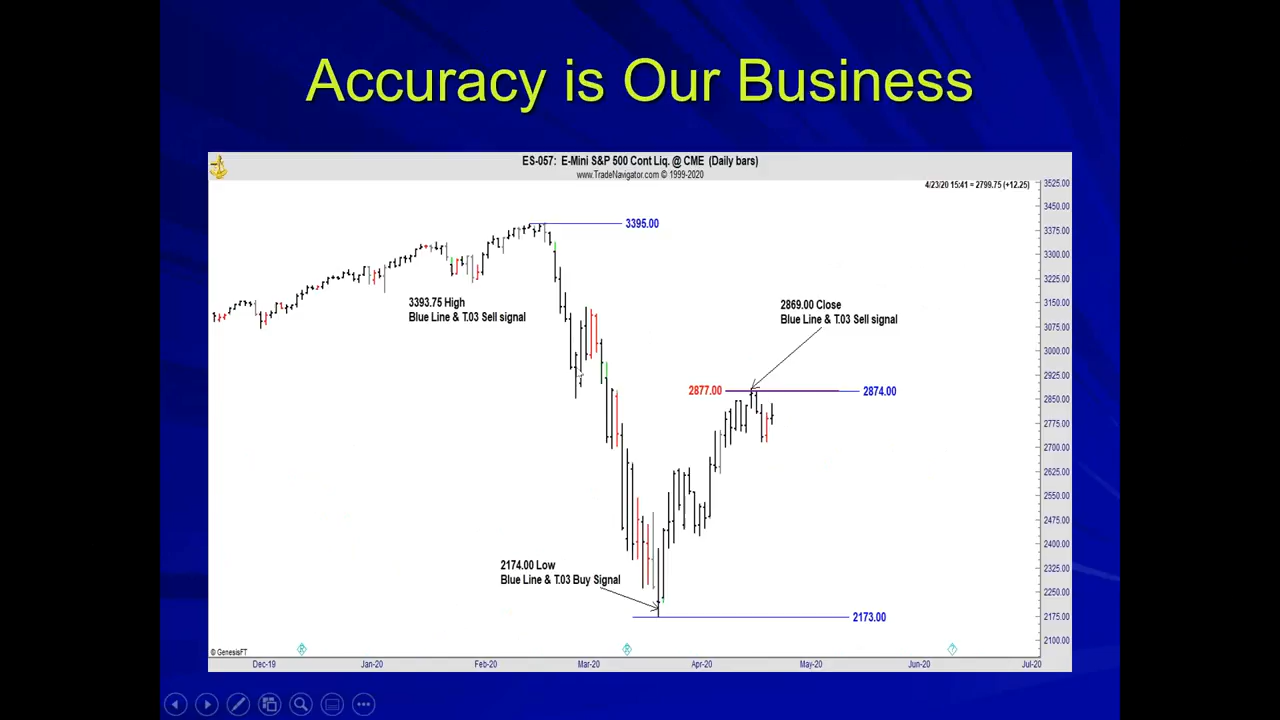 Accuracy is Our Business
ES-057: E-Mini S&P 500 Cont Liq. @ CME (Daily bars)
www.TradeNavigator.com © 1999-2020
4/23/20 15:41 = 2799.75 (+12.25)
3525.00
3450.00
3395.00
3375.00
3300.00
3225.00
3393.75 High
Blue Line & T.03 Sell signal
2869.00 Close
Blue Line & T.03 Sell signal
3150.00
3075.00
3000.00
2925.00
2877.00
2874.00
2850.00
2775.00
2700.00
2625.00
2550.00
2475.00
2400.00
2174.00 Low
Blue Line & T.03 Buy Signal
2325.00
2250.00
2173.00
2175.00
2100.00
© GenesisFT
R
R
?
Dec-19 Jan-20 Feb-20 Mar-20 Apr-20 May-20 Jun-20 Jul-20